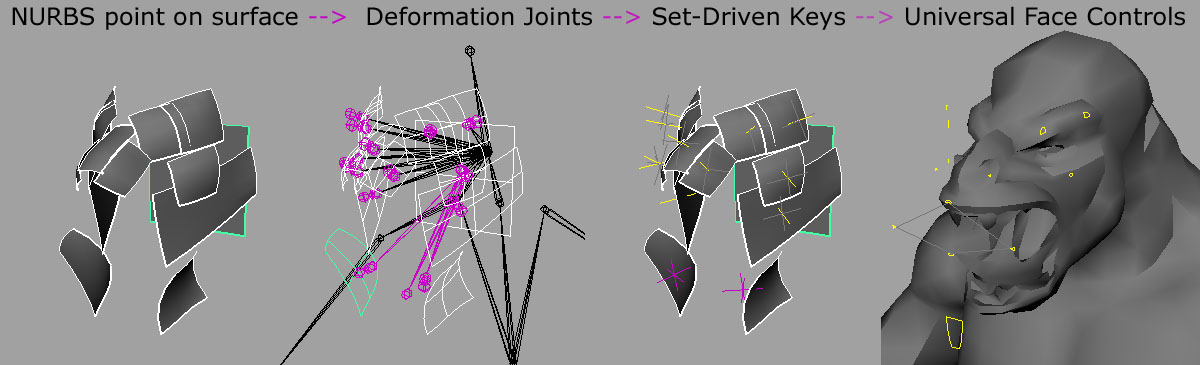 NURBS point on surface --> Deformation Joints --> Set-Driven Keys --> Universal Face Controls